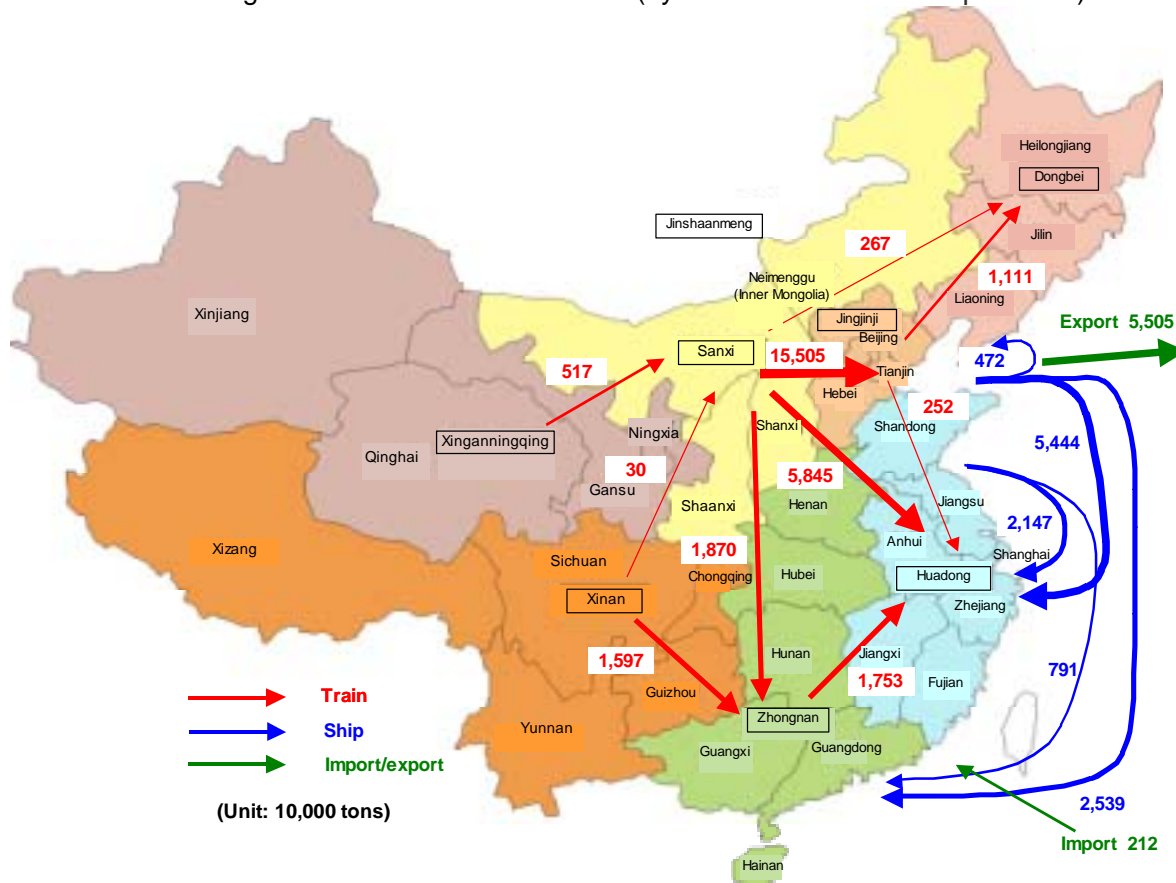 Heilongjiang
Dongbei
Jinshaanmeng
Jilin
267
1,111
Neimenggu
(Inner Mongolia)
Liaoning
Xinjiang
Jingjinji
Beijing
Export 5,505
Sanxi
15,505
472
517
Tianjin
Hebei
252
Shanxi
Shandong
Ningxia
Xinganningqing
5,444
Qinghai
30
5,845
Gansu
Henan
Jiangsu
Shaanxi
2,147
Xizang
Anhui
Shanghai
1,870
Sichuan
Chongqing
Hubei
Huadong
Xinan
Zhejiang
Hunan
Jiangxi
1,597
791
Guizhou
1,753
Fujian
Train
Zhongnan
Ship
Yunnan
Guangxi
Guangdong
Import/export
(Unit: 10,000 tons)
2,539
Import 212
Hainan